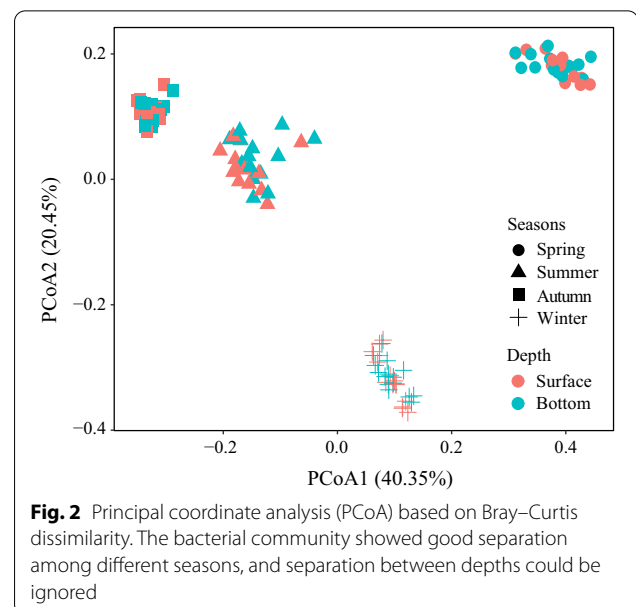 0.2
0.0
−0.2
−0.4
PCoA2 (20.45%)
Seasons
Spring
Summer
Autumn
Winter
Depth
Surface
Bottom
−0.2
0.0
0.2
0.4
PCoA1 (40.35%)
Fig. 2 Principal coordinate analysis (PCoA) based on Bray–Curtis
dissimilarity. The bacterial community showed good separation
among different seasons, and separation between depths could be
ignored